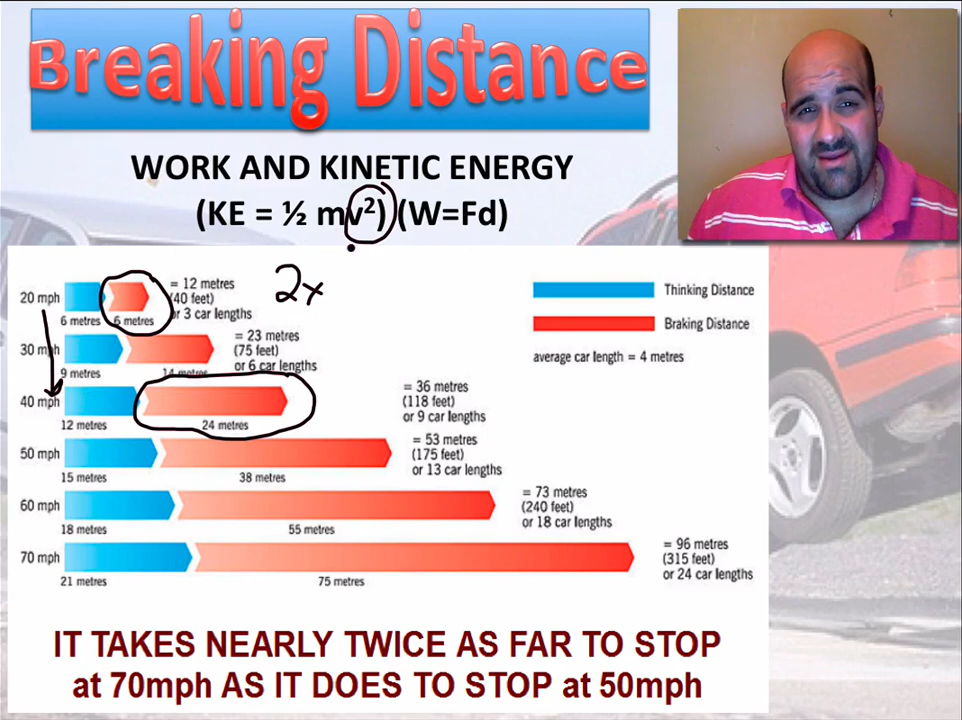 Breaking Distance
WORK AND KINETIC ENERGY
(KE = ½ mv²) (W=Fd)
2x
20 mph
6 metres
6 metres
= 12 metres
(40 feet)
or 3 car lengths
30 mph
9 metres
14 metres
= 23 metres
(75 feet)
or 6 car lengths
40 mph
12 metres
24 metres
= 36 metres
(118 feet)
or 9 car lengths
50 mph
15 metres
38 metres
= 53 metres
(175 feet)
or 13 car lengths
60 mph
18 metres
55 metres
= 73 metres
(240 feet)
or 18 car lengths
70 mph
21 metres
75 metres
= 96 metres
(315 feet)
or 24 car lengths
Thinking Distance
Braking Distance
average car length = 4 metres
IT TAKES NEARLY TWICE AS FAR TO STOP
at 70mph AS IT DOES TO STOP at 50mph